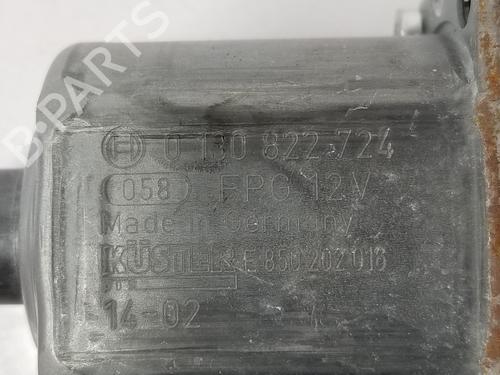 B-PARTS
0 130 822 724
058 FPG 12V
Made in Germany
KÜSTER E 850 202 016
14-02